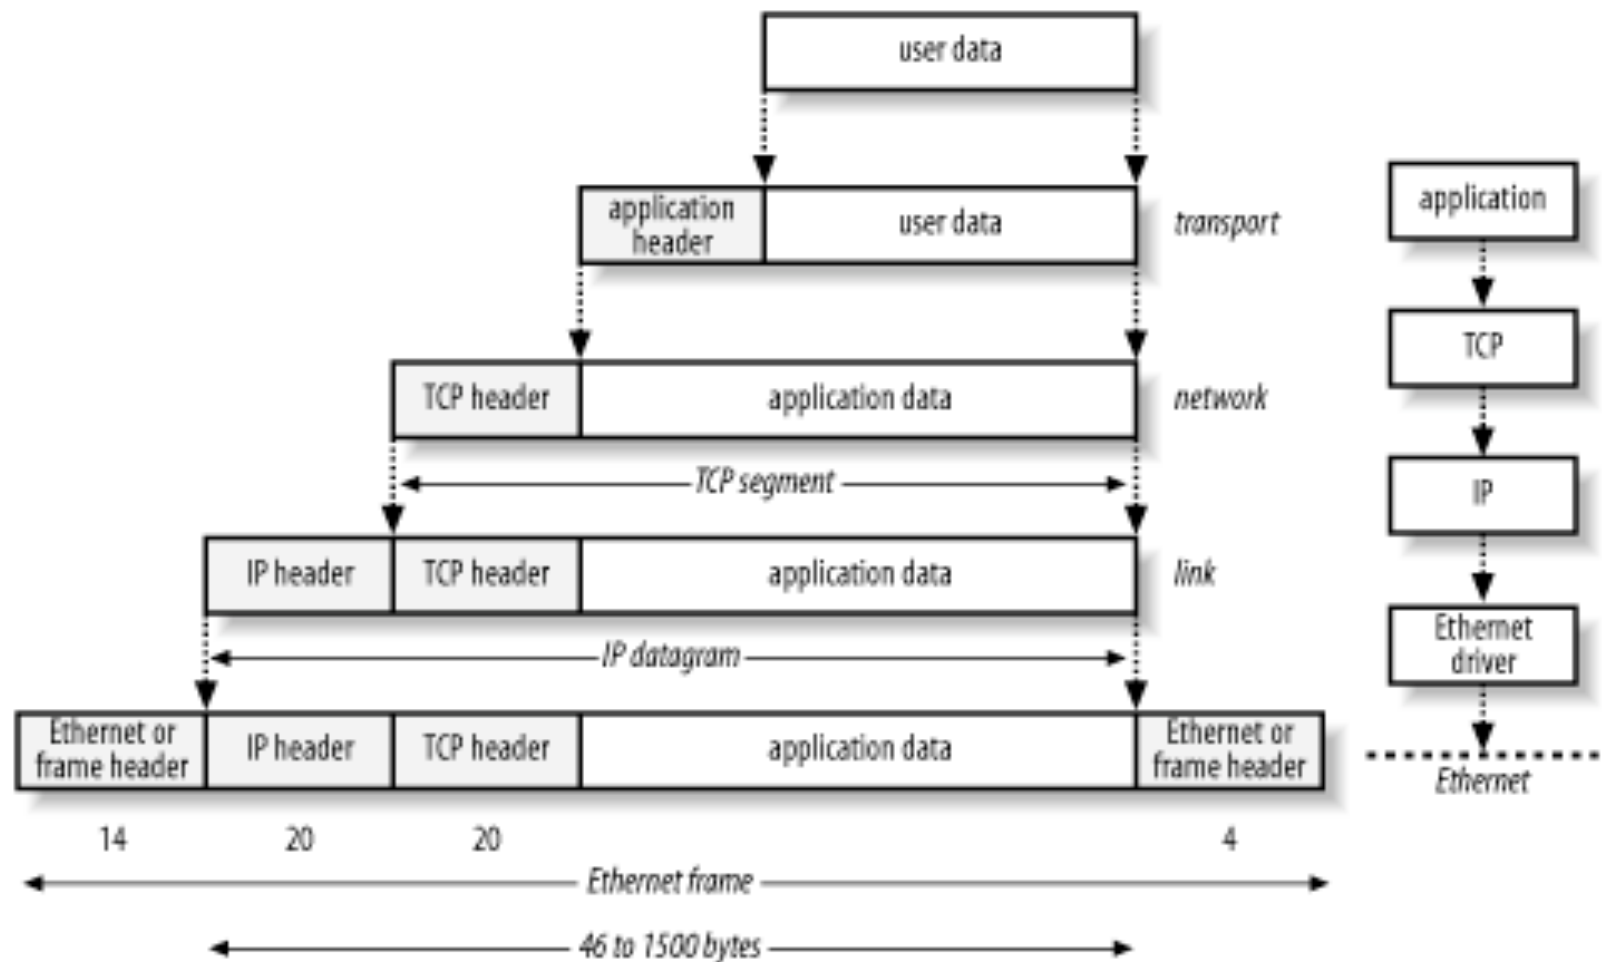 user data
application
header
user data
transport
application
TCP header
application data
network
TCP
TCP segment
IP
IP header
TCP header
application data
link
IP datagram
Ethernet
driver
Ethernet or
frame header
IP header
TCP header
application data
Ethernet or
frame header
Ethernet
14
20
20
4
Ethernet frame
46 to 1500 bytes